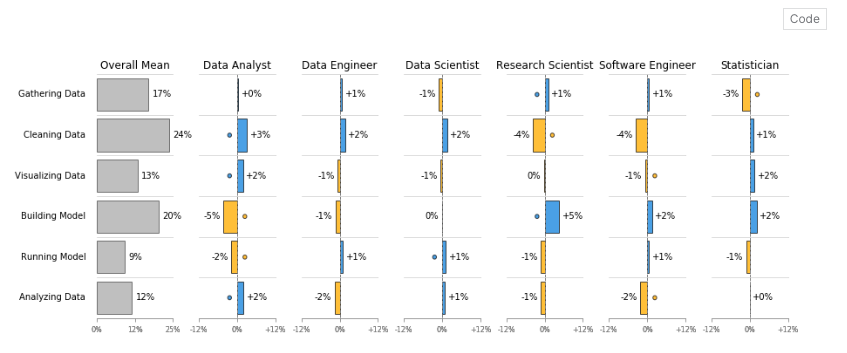 Code
Overall Mean Data Analyst Data Engineer Data Scientist Research Scientist Software Engineer Statistician
Gathering Data 17% +0% +1% -1% +1% +1% -3%
Cleaning Data 24% +3% +2% +2% -4% -4% +1%
Visualizing Data 13% +2% -1% -1% 0% -1% +2%
Building Model 20% -5% -1% 0% +5% +2% +2%
Running Model 9% -2% +1% +1% -1% +1% -1%
Analyzing Data 12% +2% -2% +1% -1% -2% +0%
0% 12% 25% -12% 0% +12% -12% 0% +12% -12% 0% +12% -12% 0% +12% -12% 0% +12% -12% 0% +12%